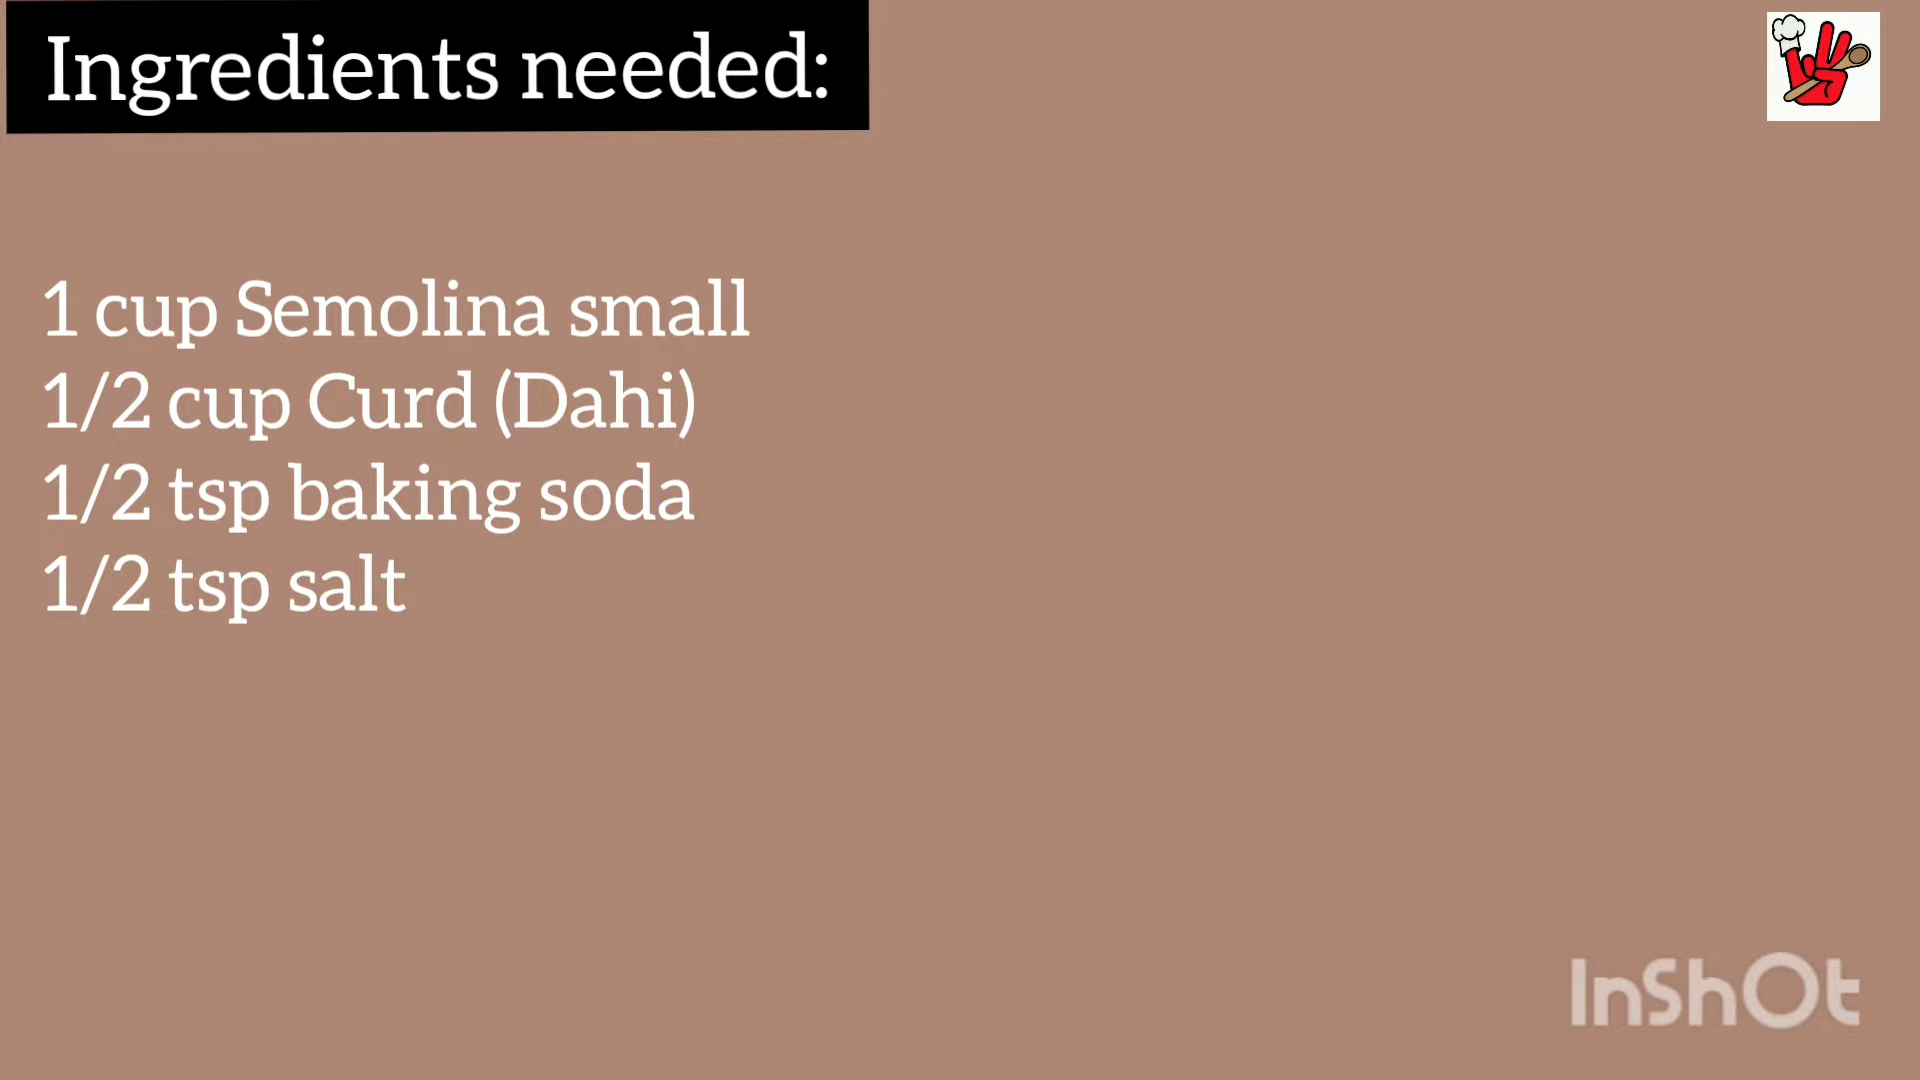 Ingredients needed:
1 cup Semolina small
1/2 cup Curd (Dahi)
1/2 tsp baking soda
1/2 tsp salt
InShOt